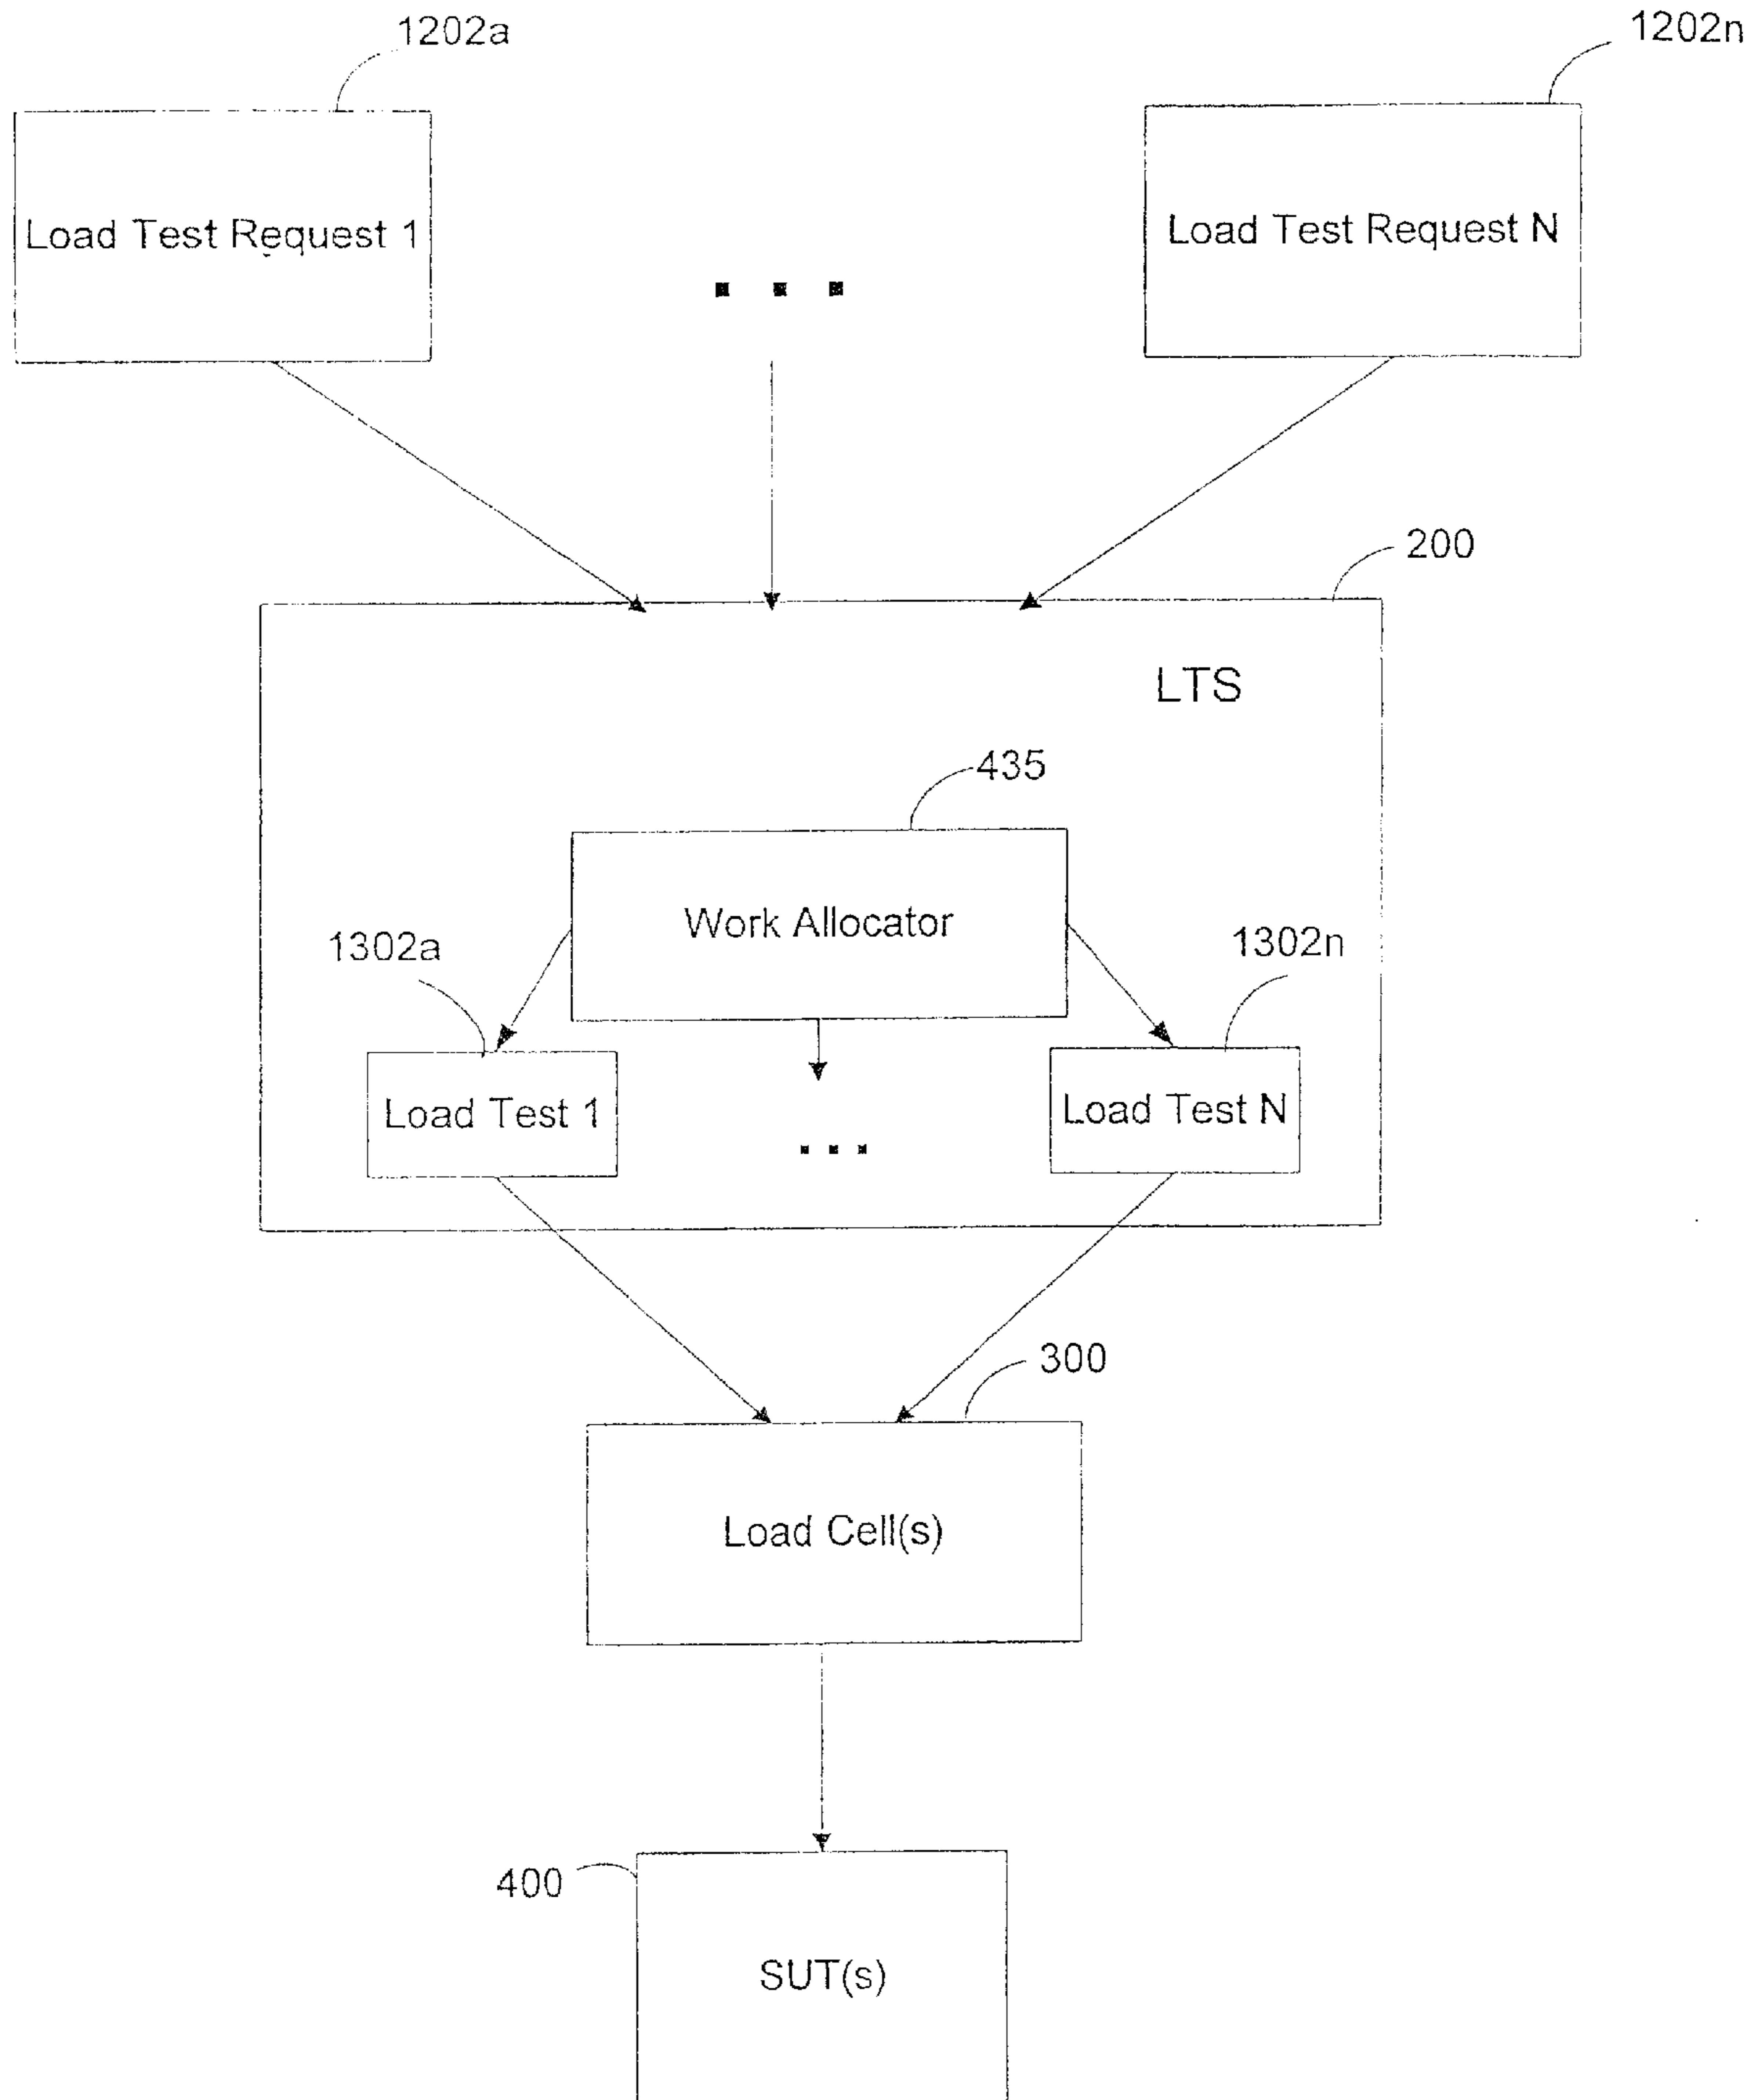 1202a
1202n
Load Test Request 1
Load Test Request N
. . .
200
LTS
435
Work Allocator
1302a
1302n
Load Test 1
Load Test N
. . .
300
Load Cell(s)
400
SUT(s)